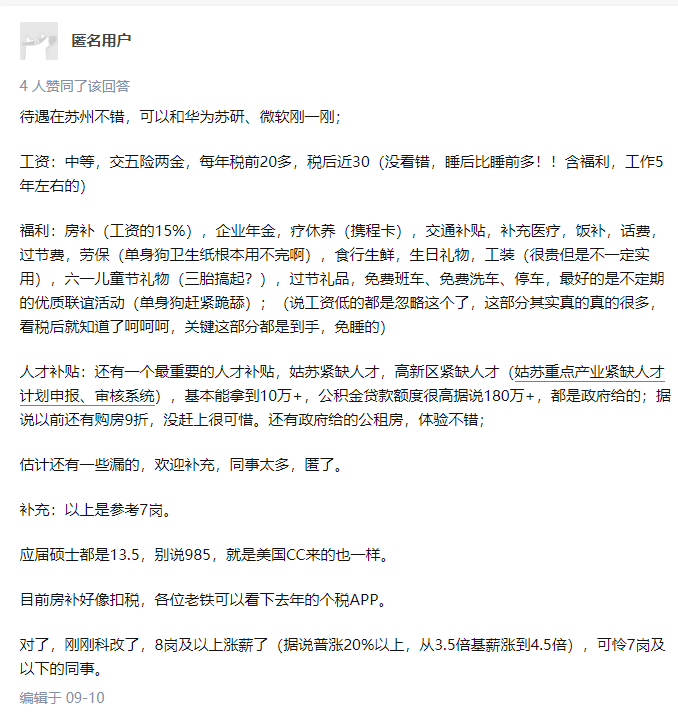 匿名用户
4 人赞同了该回答
待遇在苏州不错，可以和华为苏研、微软刚一刚；
工资：中等，交五险两金，每年税前20多，税后近30（没看错，睡后比睡前多！！含福利，工作5
年左右的）
福利：房补（工资的15%），企业年金，疗休养（携程卡），交通补贴，补充医疗，饭补，话费，
过节费，劳保（单身狗卫生纸根本用不完啊），食行生鲜，生日礼物，工装（很贵但是不一定实
用），六一儿童节礼物（三胎搞起？），过节礼品，免费班车、免费洗车、停车，最好的是不定期
的优质联谊活动（单身狗赶紧跪舔）；（说工资低的都是忽略这个了，这部分其实真的真的很多，
看税后就知道了呵呵呵，关键这部分都是到手，免睡的）
人才补贴：还有一个最重要的人才补贴，姑苏紧缺人才，高新区紧缺人才（姑苏重点产业紧缺人才
计划申报、审核系统），基本能拿到10万+，公积金贷款额度很高据说180万+，都是政府给的；据
说以前还有购房9折，没赶上很可惜。还有政府给的公租房，体验不错；
估计还有一些漏的，欢迎补充，同事太多，匿了。
补充：以上是参考7岗。
应届硕士都是13.5，别说985，就是美国CC来的也一样。
目前房补好像扣税，各位老铁可以看下去年的个税APP。
对了，刚刚科改了，8岗及以上涨薪了（据说普涨20%以上，从3.5倍基薪涨到4.5倍），可怜7岗及
以下的同事。
编辑于 09-10